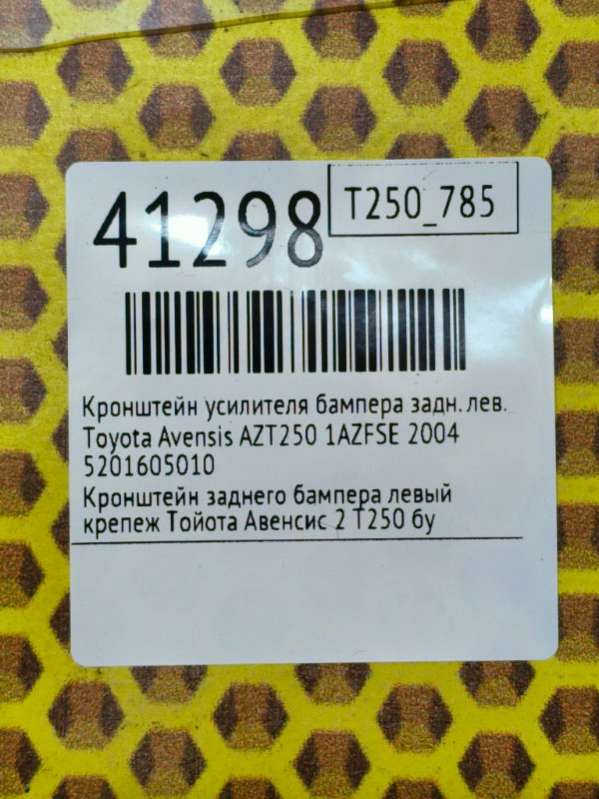 41298
T250_785
Кронштейн усилителя бампера задн. лев.
Toyota Avensis AZT250 1AZFSE 2004
5201605010
Кронштейн заднего бампера левый
крепеж Тойота Авенсис 2 Т250 бу